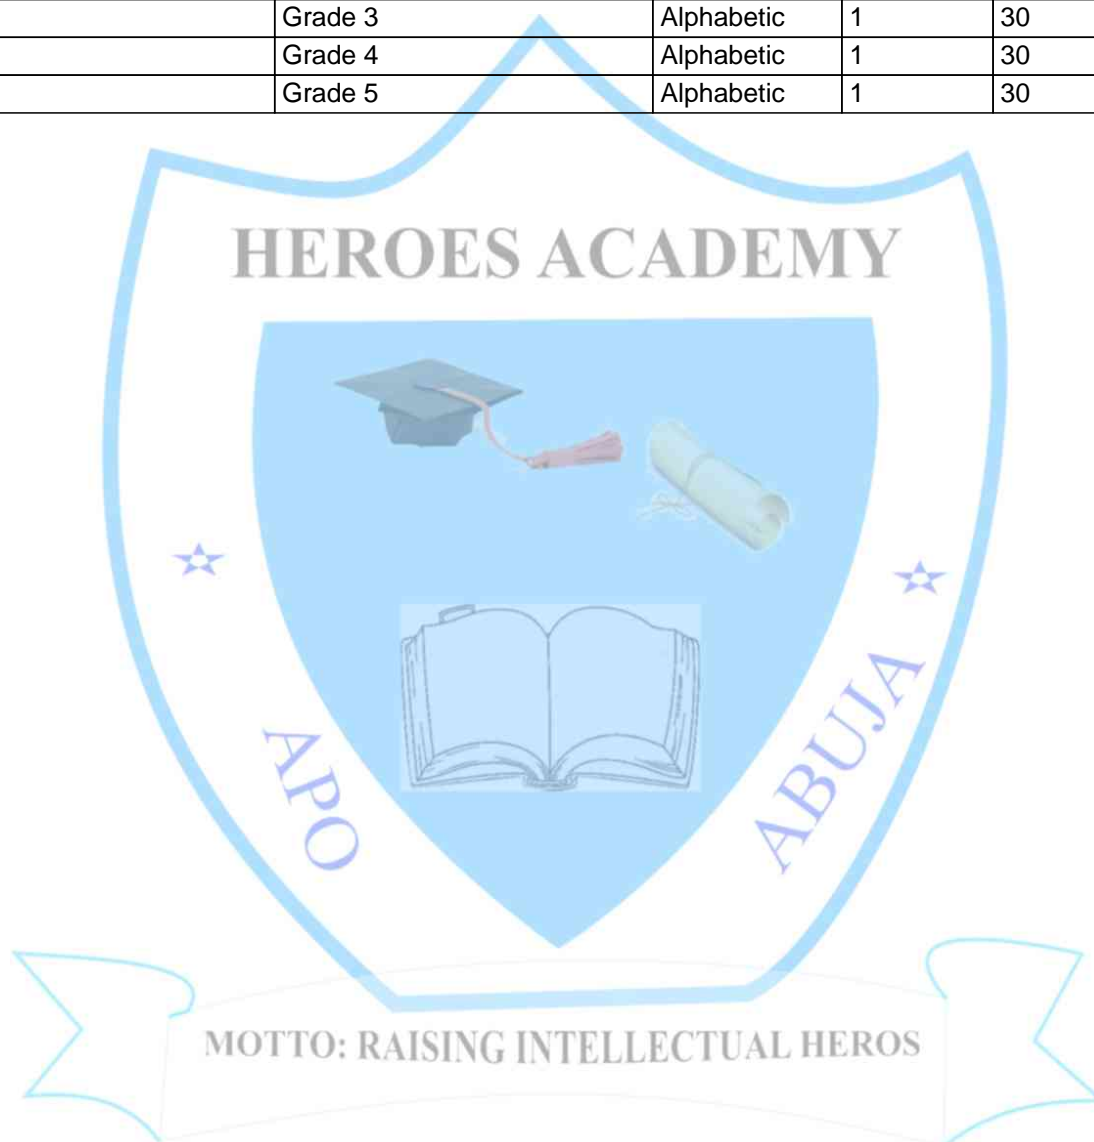 Grade 3 Alphabetic 1 30
Grade 4 Alphabetic 1 30
Grade 5 Alphabetic 1 30
HEROES ACADEMY
APO
ABUJA
MOTTO: RAISING INTELLECTUAL HEROS